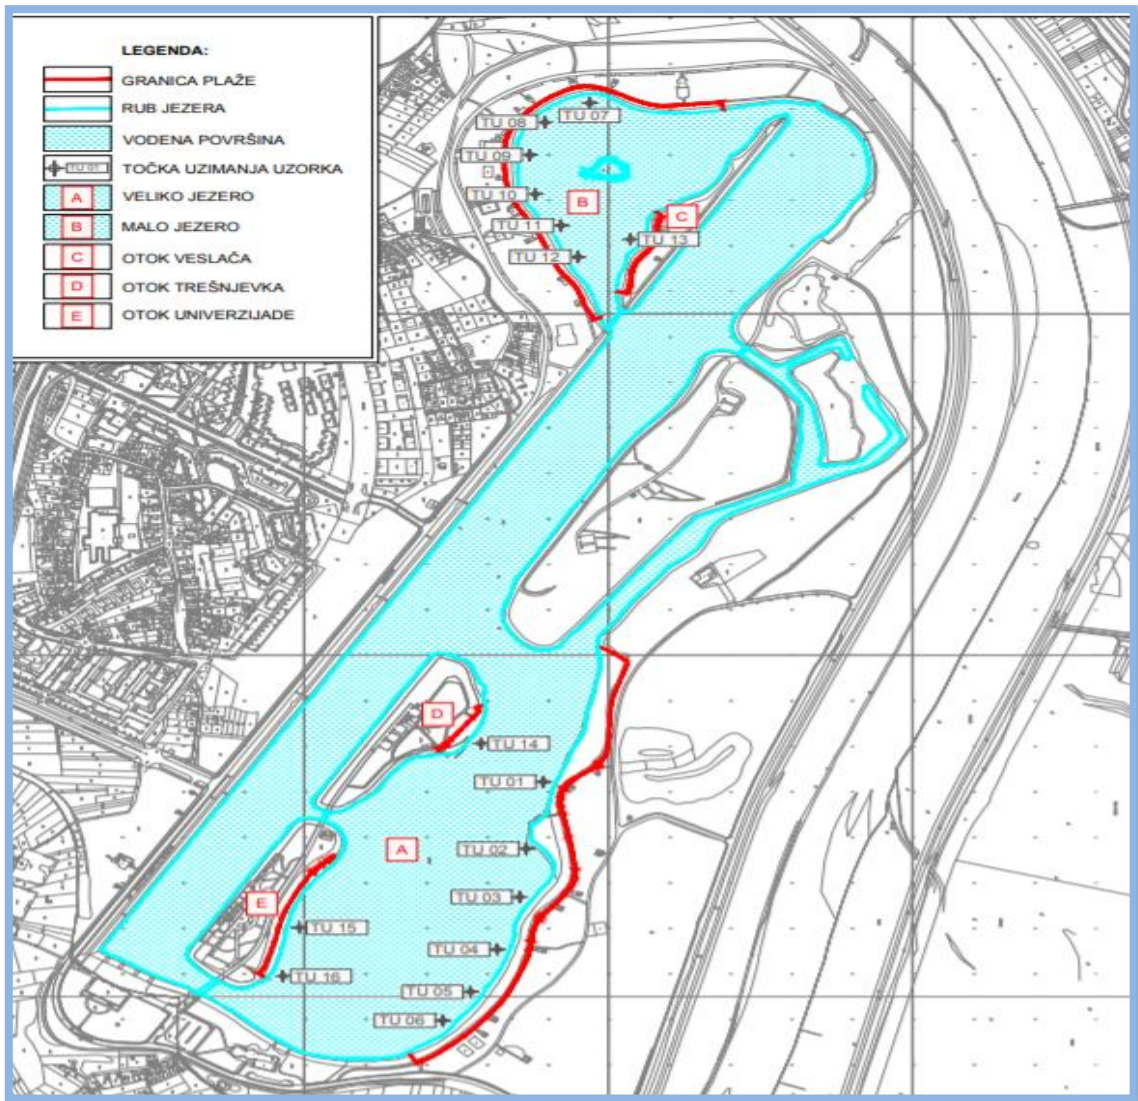 LEGENDA:
GRANICA PLAŽE
RUB JEZERA
VODENA POVRŠINA
TU 01 TOČKA UZIMANJA UZORKA
A VELIKO JEZERO
B MALO JEZERO
C OTOK VESLAČA
D OTOK TREŠNJEVKA
E OTOK UNIVERZIJADE
TU 07
TU 08
TU 09
TU 10
B
C
TU 11
TU 13
TU 12
D
TU 14
TU 01
A
TU 02
TU 03
E
TU 15
TU 04
TU 16
TU 05
TU 06